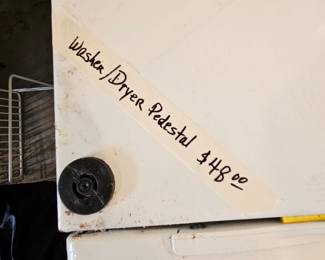 Washer/Dryer Pedestal $48.00